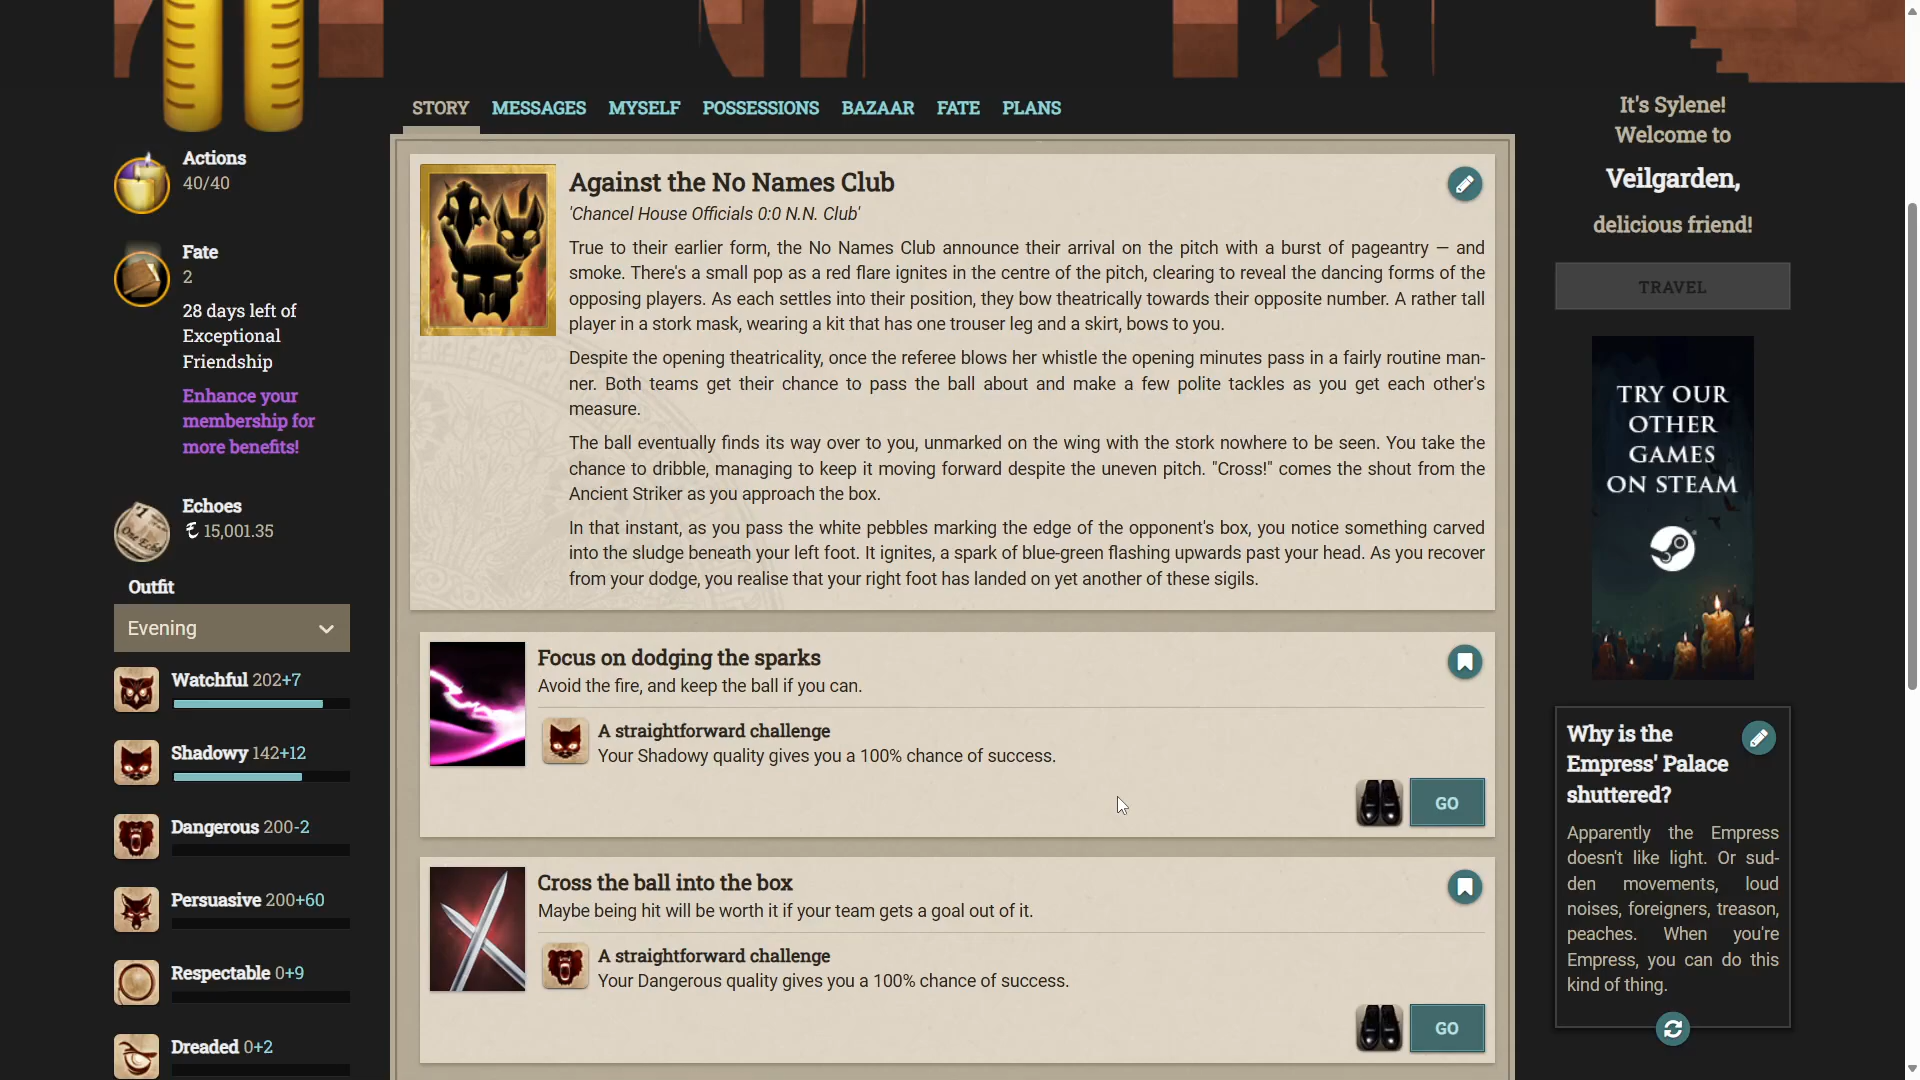 STORY MESSAGES MYSELF POSSESSIONS BAZAAR FATE PLANS
Actions
40/40
Fate
2
28 days left of
Exceptional
Friendship
Enhance your
membership for
more benefits!
Echoes
15,001.35
Outfit
Evening
Watchful 202+7
Shadowy 142+12
Dangerous 200-2
Persuasive 200+60
Respectable 0+9
Dreaded 0+2
Against the No Names Club
'Chancel House Officials 0:0 N.N. Club'
True to their earlier form, the No Names Club announce their arrival on the pitch with a burst of pageantry — and
smoke. There's a small pop as a red flare ignites in the centre of the pitch, clearing to reveal the dancing forms of the
opposing players. As each settles into their position, they bow theatrically towards their opposite number. A rather tall
player in a stork mask, wearing a kit that has one trouser leg and a skirt, bows to you.
Despite the opening theatricality, once the referee blows her whistle the opening minutes pass in a fairly routine man-
ner. Both teams get their chance to pass the ball about and make a few polite tackles as you get each other's
measure.
The ball eventually finds its way over to you, unmarked on the wing with the stork nowhere to be seen. You take the
chance to dribble, managing to keep it moving forward despite the uneven pitch. "Cross!" comes the shout from the
Ancient Striker as you approach the box.
In that instant, as you pass the white pebbles marking the edge of the opponent's box, you notice something carved
into the sludge beneath your left foot. It ignites, a spark of blue-green flashing upwards past your head. As you recover
from your dodge, you realise that your right foot has landed on yet another of these sigils.
Focus on dodging the sparks
Avoid the fire, and keep the ball if you can.
A straightforward challenge
Your Shadowy quality gives you a 100% chance of success.
GO
Cross the ball into the box
Maybe being hit will be worth it if your team gets a goal out of it.
A straightforward challenge
Your Dangerous quality gives you a 100% chance of success.
GO
It's Sylene!
Welcome to
Veilgarden,
delicious friend!
TRAVEL
TRY OUR
OTHER
GAMES
ON STEAM
Why is the
Empress' Palace
shuttered?
Apparently the Empress
doesn't like light. Or sud-
den movements, loud
noises, foreigners, treason,
peaches. When you're
Empress, you can do this
kind of thing.